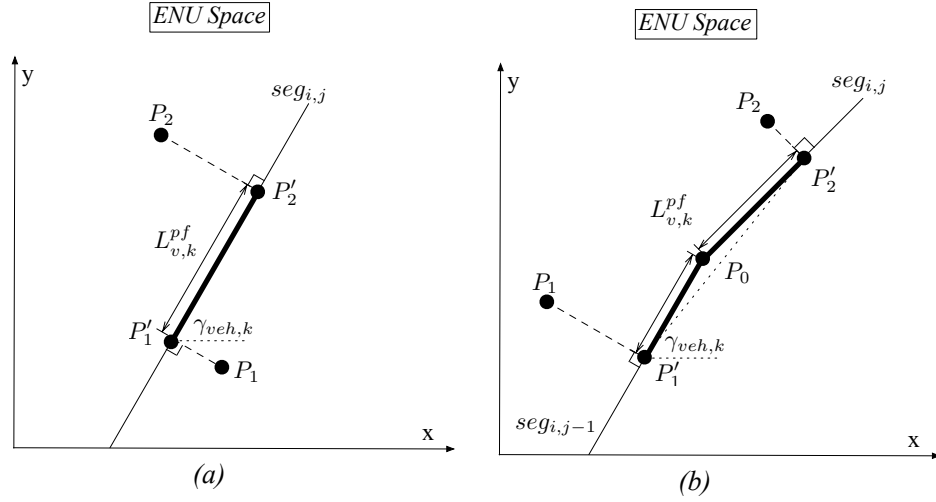 ENU Space
y
seg_{i,j}
P_2
P'_2
L^{pf}_{v,k}
P'_1
γ_{veh,k}
P_1
x
(a)
ENU Space
y
seg_{i,j}
P_2
P'_2
L^{pf}_{v,k}
P_0
P_1
γ_{veh,k}
P'_1
seg_{i,j−1}
x
(b)